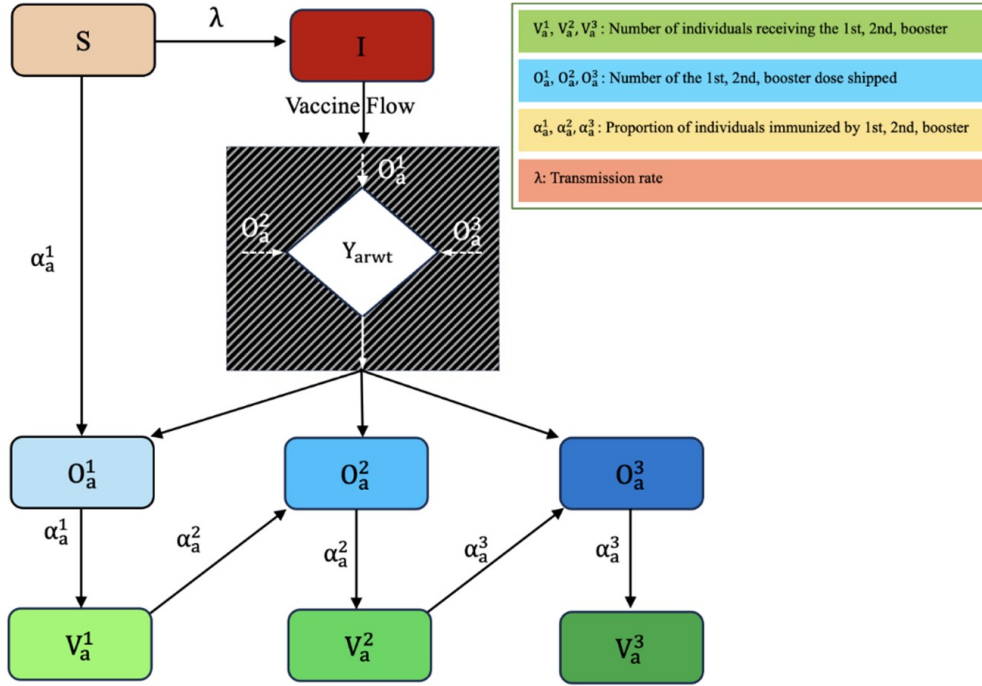 S
λ
I
V¹ₐ, V²ₐ, V³ₐ : Number of individuals receiving the 1st, 2nd, booster
O¹ₐ, O²ₐ, O³ₐ : Number of the 1st, 2nd, booster dose shipped
α¹ₐ, α²ₐ, α³ₐ : Proportion of individuals immunized by 1st, 2nd, booster
λ: Transmission rate
Vaccine Flow
O¹ₐ
O²ₐ
O³ₐ
Yₐᵣwₜ
α¹ₐ
O¹ₐ
O²ₐ
O³ₐ
α¹ₐ
α²ₐ
α²ₐ
α³ₐ
α³ₐ
V¹ₐ
V²ₐ
V³ₐ